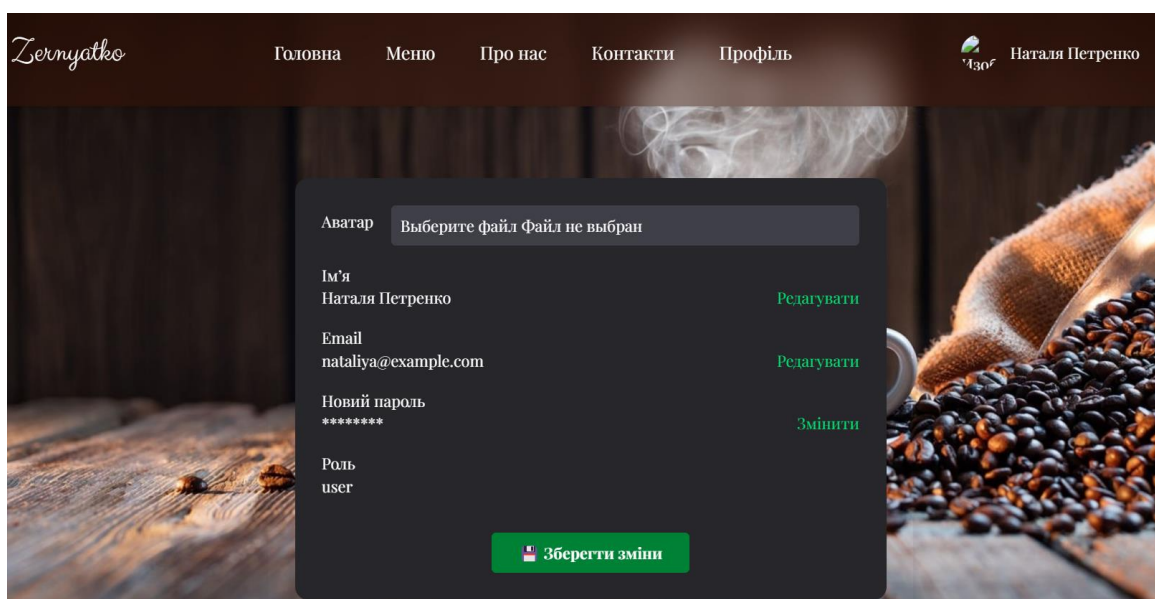 Zernyatko
Головна Меню Про нас Контакти Профіль
Изоб Наталя Петренко
Аватар Выберите файл Файл не выбран
Ім’я
Наталя Петренко Редагувати
Email
nataliya@example.com Редагувати
Новий пароль
******** Змінити
Роль
user
💾 Зберегти зміни